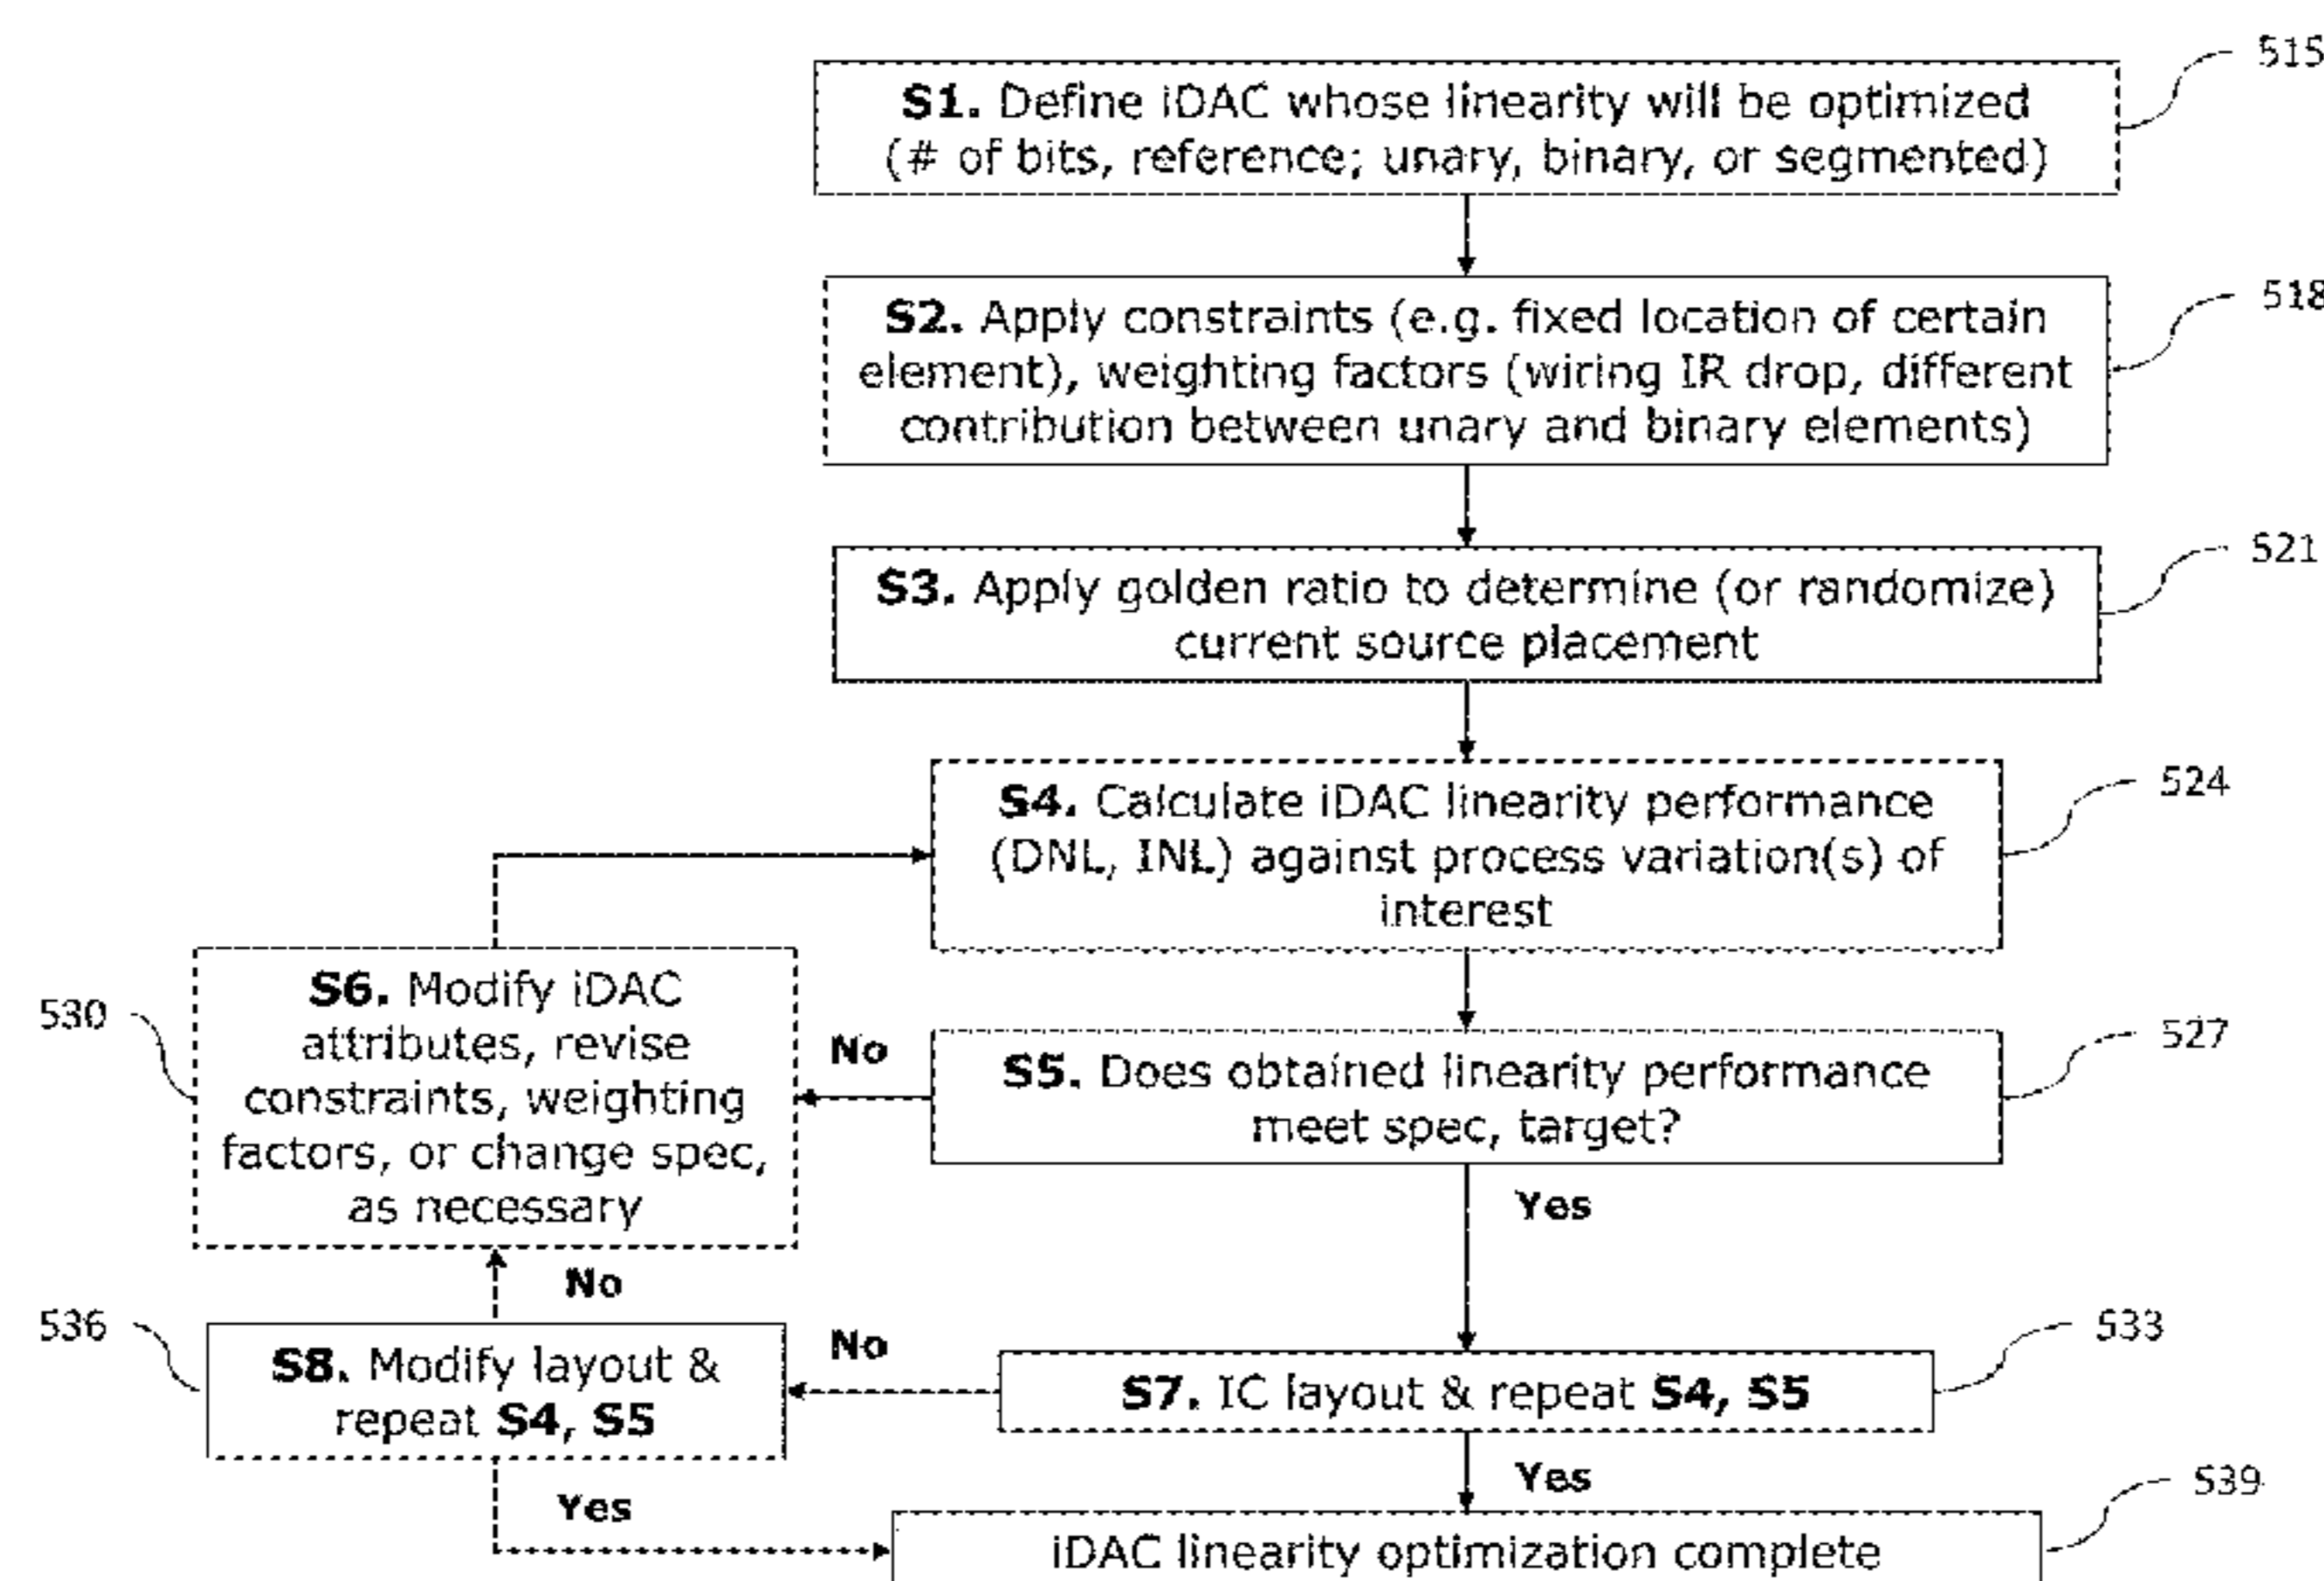 515
S1. Define iDAC whose linearity will be optimized
(# of bits, reference; unary, binary, or segmented)
518
S2. Apply constraints (e.g. fixed location of certain
element), weighting factors (wiring IR drop, different
contribution between unary and binary elements)
521
S3. Apply golden ratio to determine (or randomize)
current source placement
524
S4. Calculate iDAC linearity performance
(DNL, INL) against process variation(s) of
interest
530
S6. Modify iDAC
attributes, revise
constraints, weighting
factors, or change spec,
as necessary
No
527
S5. Does obtained linearity performance
meet spec, target?
Yes
No
536
S8. Modify layout &
repeat S4, S5
No
533
S7. IC layout & repeat S4, S5
Yes
Yes
539
iDAC linearity optimization complete